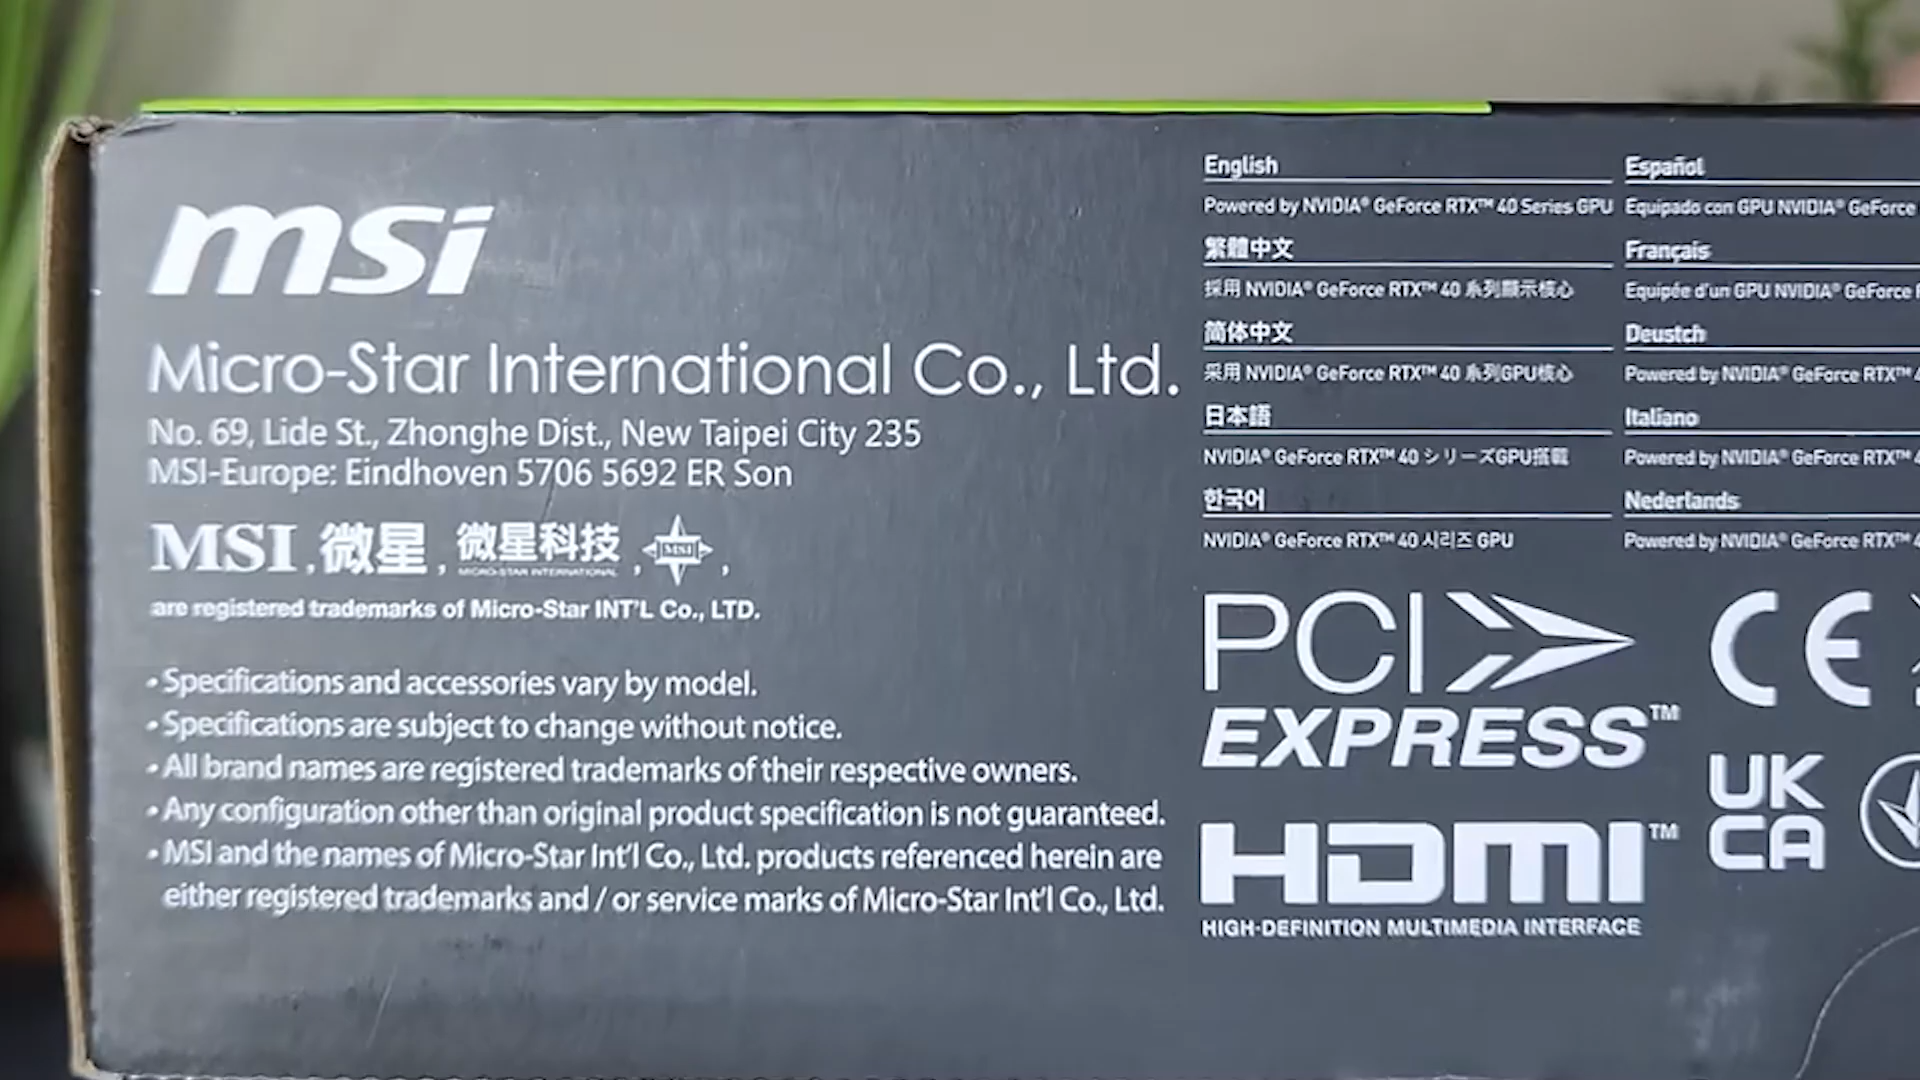 msi
Micro-Star International Co., Ltd.
No. 69, Lide St., Zhonghe Dist., New Taipei City 235
MSI-Europe: Eindhoven 5706 5692 ER Son
MSI, 微星, 微星科技, MSI,
MICRO-STAR INTERNATIONAL
are registered trademarks of Micro-Star INT'L Co., LTD.
• Specifications and accessories vary by model.
• Specifications are subject to change without notice.
• All brand names are registered trademarks of their respective owners.
• Any configuration other than original product specification is not guaranteed.
• MSI and the names of Micro-Star Int'l Co., Ltd. products referenced herein are
either registered trademarks and / or service marks of Micro-Star Int'l Co., Ltd.
English
Powered by NVIDIA® GeForce RTX™ 40 Series GPU
繁體中文
採用 NVIDIA® GeForce RTX™ 40 系列顯示核心
简体中文
采用 NVIDIA® GeForce RTX™ 40 系列GPU核心
日本語
NVIDIA® GeForce RTX™ 40 シリーズGPU搭載
한국어
NVIDIA® GeForce RTX™ 40 시리즈 GPU
Español
Equipado con GPU NVIDIA® GeForce
Français
Equipée d'un GPU NVIDIA® GeForce
Deustch
Powered by NVIDIA® GeForce RTX™
Italiano
Powered by NVIDIA® GeForce RTX™
Nederlands
Powered by NVIDIA® GeForce RTX™
PCI
EXPRESS™
HDMI™
HIGH-DEFINITION MULTIMEDIA INTERFACE
CE
UK
CA